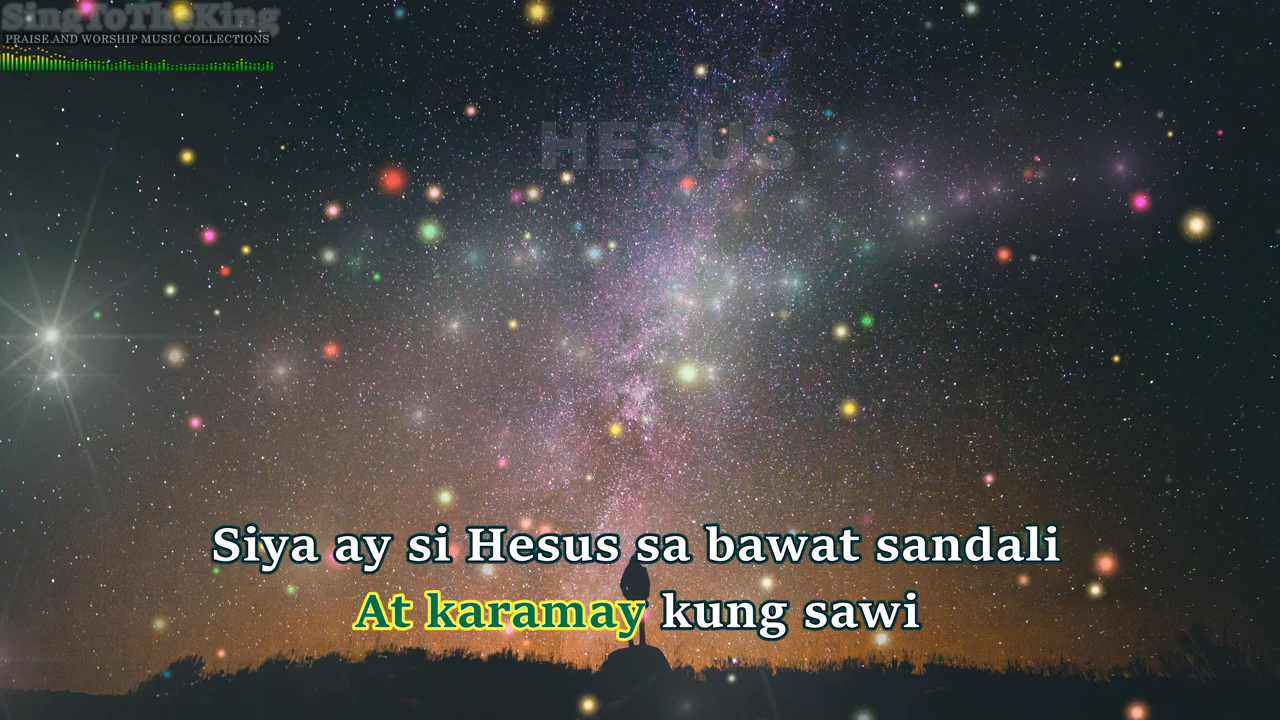 SingToTheKing
PRAISE AND WORSHIP MUSIC COLLECTIONS
HESUS
Siya ay si Hesus sa bawat sandali
At karamay kung sawi